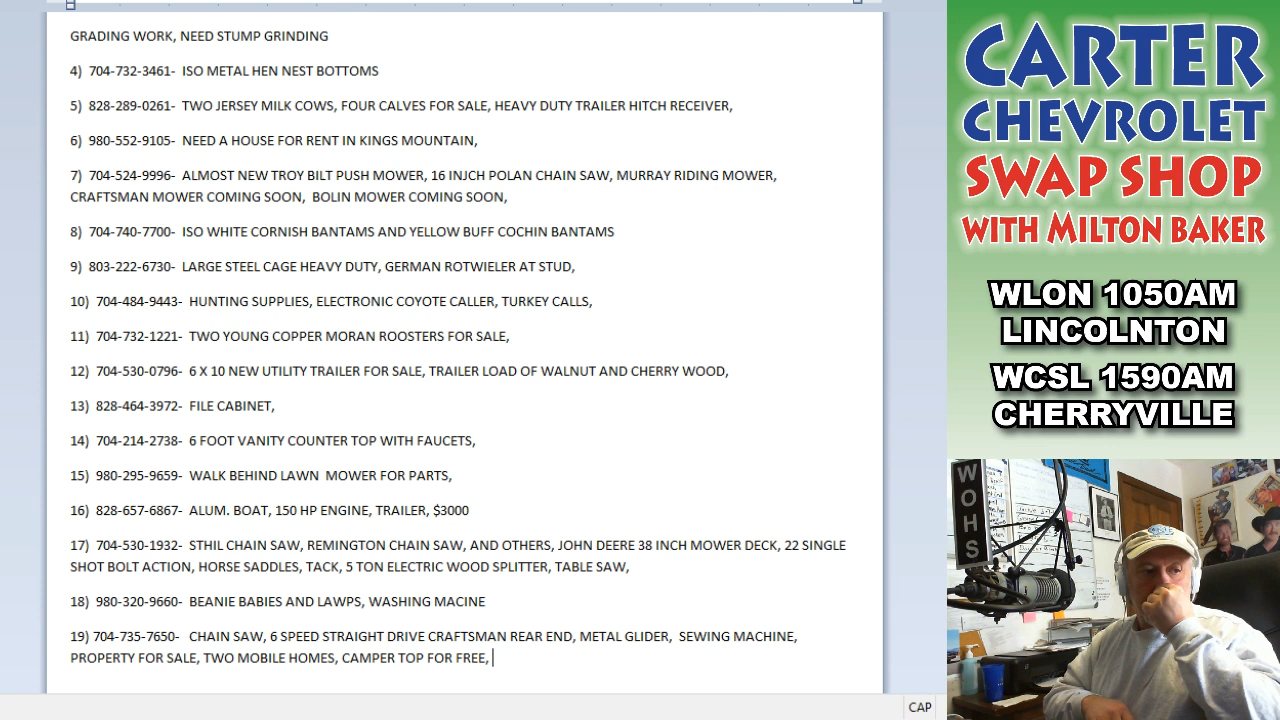 GRADING WORK, NEED STUMP GRINDING
4) 704-732-3461- ISO METAL HEN NEST BOTTOMS
5) 828-289-0261- TWO JERSEY MILK COWS, FOUR CALVES FOR SALE, HEAVY DUTY TRAILER HITCH RECEIVER,
6) 980-552-9105- NEED A HOUSE FOR RENT IN KINGS MOUNTAIN,
7) 704-524-9996- ALMOST NEW TROY BILT PUSH MOWER, 16 INJCH POLAN CHAIN SAW, MURRAY RIDING MOWER,
CRAFTSMAN MOWER COMING SOON, BOLIN MOWER COMING SOON,
8) 704-740-7700- ISO WHITE CORNISH BANTAMS AND YELLOW BUFF COCHIN BANTAMS
9) 803-222-6730- LARGE STEEL CAGE HEAVY DUTY, GERMAN ROTWIELER AT STUD,
10) 704-484-9443- HUNTING SUPPLIES, ELECTRONIC COYOTE CALLER, TURKEY CALLS,
11) 704-732-1221- TWO YOUNG COPPER MORAN ROOSTERS FOR SALE,
12) 704-530-0796- 6 X 10 NEW UTILITY TRAILER FOR SALE, TRAILER LOAD OF WALNUT AND CHERRY WOOD,
13) 828-464-3972- FILE CABINET,
14) 704-214-2738- 6 FOOT VANITY COUNTER TOP WITH FAUCETS,
15) 980-295-9659- WALK BEHIND LAWN MOWER FOR PARTS,
16) 828-657-6867- ALUM. BOAT, 150 HP ENGINE, TRAILER, $3000
17) 704-530-1932- STHIL CHAIN SAW, REMINGTON CHAIN SAW, AND OTHERS, JOHN DEERE 38 INCH MOWER DECK, 22 SINGLE
SHOT BOLT ACTION, HORSE SADDLES, TACK, 5 TON ELECTRIC WOOD SPLITTER, TABLE SAW,
18) 980-320-9660- BEANIE BABIES AND LAWPS, WASHING MACINE
19) 704-735-7650- CHAIN SAW, 6 SPEED STRAIGHT DRIVE CRAFTSMAN REAR END, METAL GLIDER, SEWING MACHINE,
PROPERTY FOR SALE, TWO MOBILE HOMES, CAMPER TOP FOR FREE,
CAP
CARTER
CHEVROLET
SWAP SHOP
WITH MILTON BAKER
WLON 1050AM
LINCOLNTON
WCSL 1590AM
CHERRYVILLE
WOHS